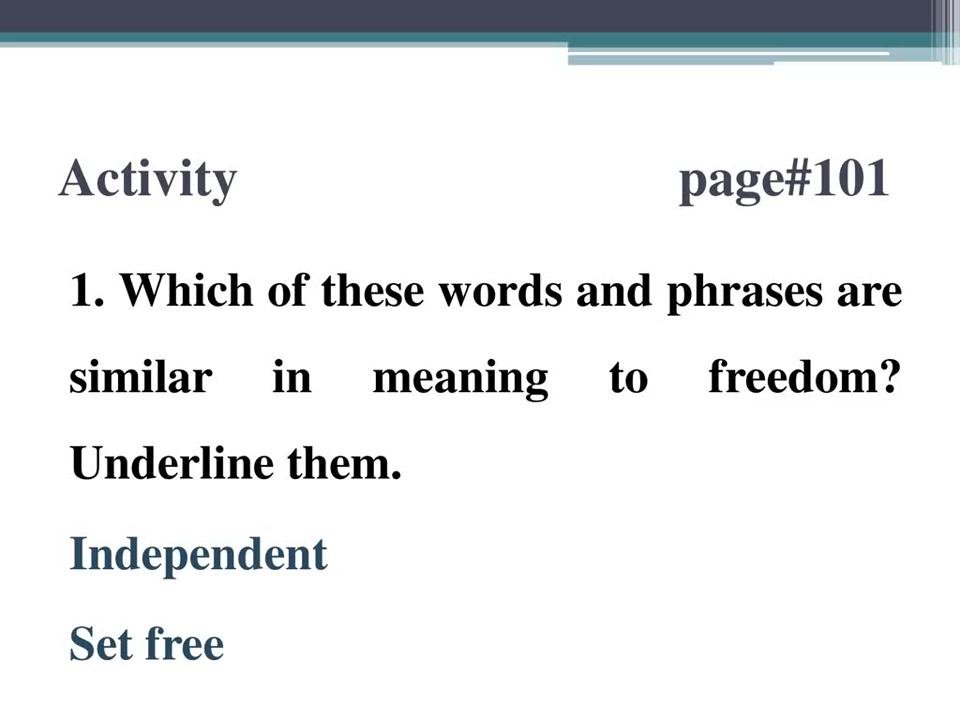 Activity page#101
1. Which of these words and phrases are
similar in meaning to freedom?
Underline them.
Independent
Set free